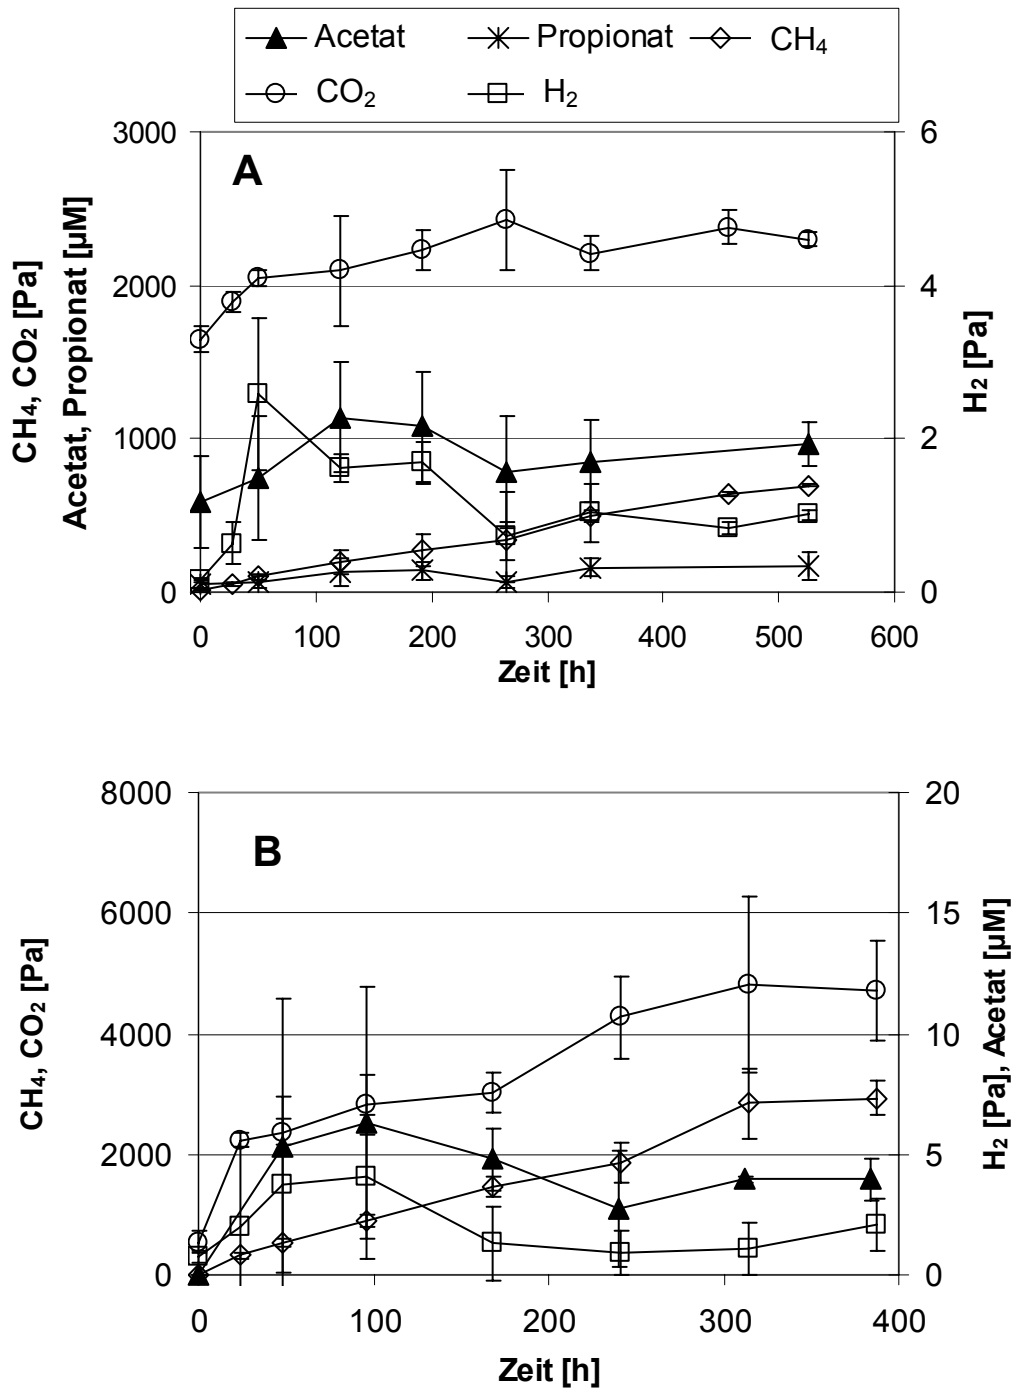 Acetat Propionat CH₄
CO₂ H₂
A
3000
2000
1000
0
6
4
2
0
0 100 200 300 400 500 600
CH₄, CO₂ [Pa]
Acetat, Propionat [µM]
H₂ [Pa]
Zeit [h]
B
8000
6000
4000
2000
0
20
15
10
5
0
0 100 200 300 400
CH₄, CO₂ [Pa]
H₂ [Pa], Acetat [µM]
Zeit [h]